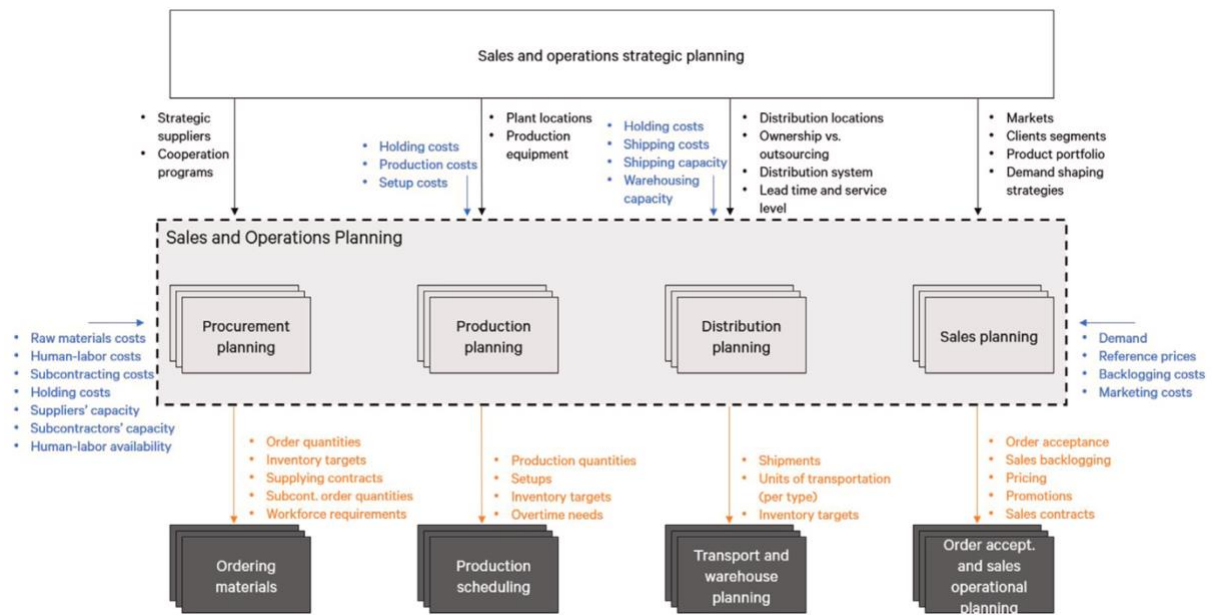 Sales and operations strategic planning
• Strategic
suppliers
• Cooperation
programs
• Holding costs
• Production costs
• Setup costs
• Plant locations
• Production
equipment
• Holding costs
• Shipping costs
• Shipping capacity
• Warehousing
capacity
• Distribution locations
• Ownership vs.
outsourcing
• Distribution system
• Lead time and service
level
• Markets
• Clients segments
• Product portfolio
• Demand shaping
strategies
Sales and Operations Planning
Procurement
planning
Production
planning
Distribution
planning
Sales planning
• Raw materials costs
• Human-labor costs
• Subcontracting costs
• Holding costs
• Suppliers' capacity
• Subcontractors' capacity
• Human-labor availability
• Demand
• Reference prices
• Backlogging costs
• Marketing costs
• Order quantities
• Inventory targets
• Supplying contracts
• Subcont. order quantities
• Workforce requirements
• Production quantities
• Setups
• Inventory targets
• Overtime needs
• Shipments
• Units of transportation
(per type)
• Inventory targets
• Order acceptance
• Sales backlogging
• Pricing
• Promotions
• Sales contracts
Ordering
materials
Production
scheduling
Transport and
warehouse
planning
Order accept.
and sales
operational
planning